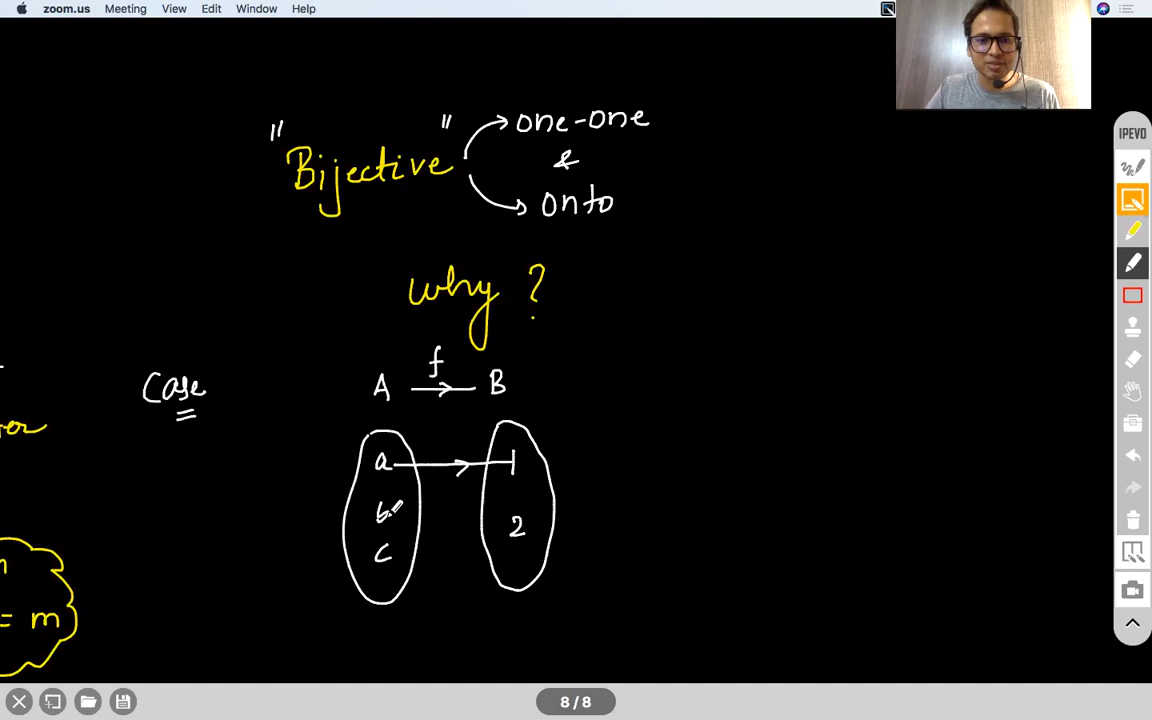 zoom.us Meeting View Edit Window Help
IPEVO
"Bijective" one-one
&
onto
why ?
Case A f B
a 1
b
2
c
= m
8/8